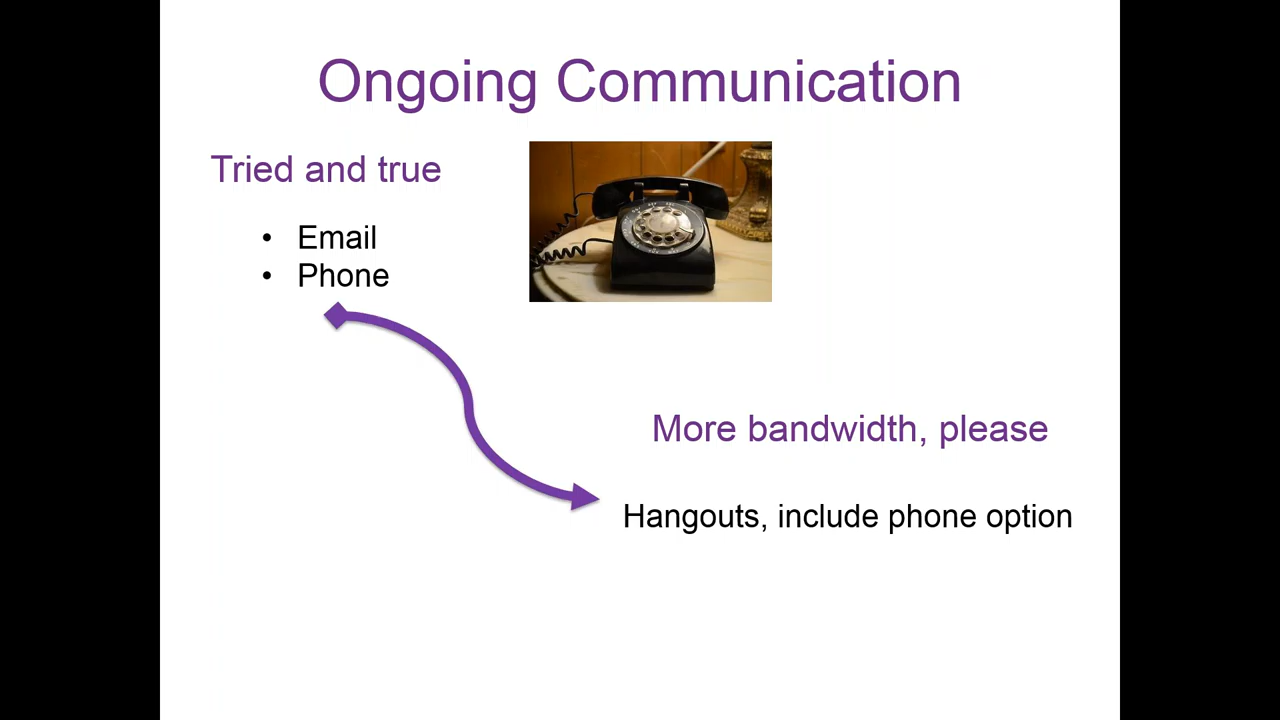 Ongoing Communication
Tried and true
• Email
• Phone
More bandwidth, please
Hangouts, include phone option